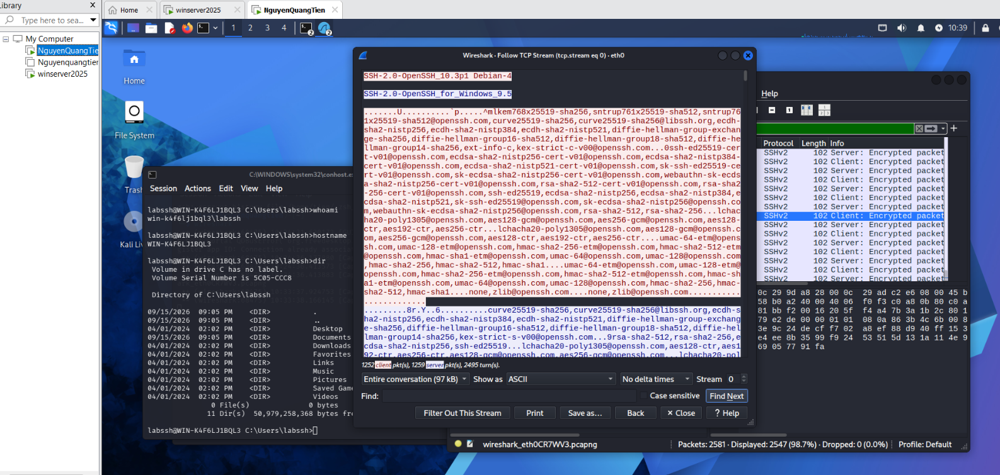 Library
Type here to sea...
My Computer
NguyenQuangTie
Nguyenquangtier
winserver2025
Home
winserver2025
NguyenQuangTien
1 2 3 4
2
2
10:39
Home
File System
Trash
Kali Liv
C:\WINDOWS\system32\conhost.e
Session Actions Edit View Help
labssh@WIN-K4F6LJ1BQL3 C:\Users\labssh>whoami
win-k4f6lj1bql3\labssh
labssh@WIN-K4F6LJ1BQL3 C:\Users\labssh>hostname
WIN-K4F6LJ1BQL3
labssh@WIN-K4F6LJ1BQL3 C:\Users\labssh>dir
Volume in drive C has no label.
Volume Serial Number is 5C05-CCC8
Directory of C:\Users\labssh
09/15/2026 09:05 PM <DIR> .
09/15/2026 09:05 PM <DIR> ..
04/01/2024 02:02 PM <DIR> Desktop
09/15/2026 09:05 PM <DIR> Documents
04/01/2024 02:02 PM <DIR> Downloads
04/01/2024 02:02 PM <DIR> Favorites
04/01/2024 02:02 PM <DIR> Links
04/01/2024 02:02 PM <DIR> Music
04/01/2024 02:02 PM <DIR> Pictures
04/01/2024 02:02 PM <DIR> Saved Game
04/01/2024 02:02 PM <DIR> Videos
0 File(s) 0 bytes
11 Dir(s) 50,979,258,368 bytes fre
labssh@WIN-K4F6LJ1BQL3 C:\Users\labssh>
Wireshark · Follow TCP Stream (tcp.stream eq 0) · eth0
SSH-2.0-OpenSSH_10.3p1 Debian-4
SSH-2.0-OpenSSH_for_Windows_9.5
.......U..........`p.....^mlkem768x25519-sha256,sntrup761x25519-sha512,sntrup76
1x25519-sha512@openssh.com,curve25519-sha256,curve25519-sha256@libssh.org,ecdh-
sha2-nistp256,ecdh-sha2-nistp384,ecdh-sha2-nistp521,diffie-hellman-group-exchan
ge-sha256,diffie-hellman-group16-sha512,diffie-hellman-group18-sha512,diffie-he
llman-group14-sha256,ext-info-c,kex-strict-c-v00@openssh.com...0ssh-ed25519-cer
t-v01@openssh.com,ecdsa-sha2-nistp256-cert-v01@openssh.com,ecdsa-sha2-nistp384-
cert-v01@openssh.com,ecdsa-sha2-nistp521-cert-v01@openssh.com,sk-ssh-ed25519-ce
rt-v01@openssh.com,sk-ecdsa-sha2-nistp256-cert-v01@openssh.com,webauthn-sk-ecds
a-sha2-nistp256-cert-v01@openssh.com,rsa-sha2-512-cert-v01@openssh.com,rsa-sha2
-256-cert-v01@openssh.com,ssh-ed25519,ecdsa-sha2-nistp256,ecdsa-sha2-nistp384,e
cdsa-sha2-nistp521,sk-ssh-ed25519@openssh.com,sk-ecdsa-sha2-nistp256@openssh.co
m,webauthn-sk-ecdsa-sha2-nistp256@openssh.com,rsa-sha2-512,rsa-sha2-256...lchac
ha20-poly1305@openssh.com,aes128-gcm@openssh.com,aes256-gcm@openssh.com,aes128-
ctr,aes192-ctr,aes256-ctr...lchacha20-poly1305@openssh.com,aes128-gcm@openssh.c
om,aes256-gcm@openssh.com,aes128-ctr,aes192-ctr,aes256-ctr....umac-64-etm@opens
sh.com,umac-128-etm@openssh.com,hmac-sha2-256-etm@openssh.com,hmac-sha2-512-etm
@openssh.com,hmac-sha1-etm@openssh.com,umac-64@openssh.com,umac-128@openssh.com
,hmac-sha2-256,hmac-sha2-512,hmac-sha1....umac-64-etm@openssh.com,umac-128-etm@
openssh.com,hmac-sha2-256-etm@openssh.com,hmac-sha2-512-etm@openssh.com,hmac-sh
a1-etm@openssh.com,umac-64@openssh.com,umac-128@openssh.com,hmac-sha2-256,hmac-
sha2-512,hmac-sha1....none,zlib@openssh.com....none,zlib@openssh.com...........
..............
.........8r.Y..6..........curve25519-sha256,curve25519-sha256@libssh.org,ecdh-s
ha2-nistp256,ecdh-sha2-nistp384,ecdh-sha2-nistp521,diffie-hellman-group-exchang
e-sha256,diffie-hellman-group16-sha512,diffie-hellman-group18-sha512,diffie-hel
lman-group14-sha256,kex-strict-s-v00@openssh.com...9rsa-sha2-512,rsa-sha2-256,e
cdsa-sha2-nistp256,ssh-ed25519...lchacha20-poly1305@openssh.com,aes128-ctr,aes1
92-ctr,aes256-ctr,aes128-gcm@openssh.com,aes256-gcm@openssh.com...lchacha20-pol
1252 client pkt(s), 1259 server pkt(s), 2495 turn(s).
Entire conversation (97 kB) Show as ASCII No delta times Stream 0
Find: Case sensitive Find Next
Filter Out This Stream Print Save as… Back × Close ? Help
Help
Protocol Length Info
SSHv2 102 Server: Encrypted packet
SSHv2 102 Client: Encrypted packet
SSHv2 102 Server: Encrypted packet
SSHv2 102 Client: Encrypted packet
SSHv2 102 Server: Encrypted packet
SSHv2 102 Client: Encrypted packet
SSHv2 102 Server: Encrypted packet
SSHv2 102 Client: Encrypted packet
SSHv2 102 Server: Encrypted packet
SSHv2 102 Client: Encrypted packet
SSHv2 102 Server: Encrypted packet
SSHv2 102 Client: Encrypted packet
SSHv2 102 Server: Encrypted packet
SSHv2 102 Client: Encrypted packet
SSHv2 102 Server: Encrypted packet
0c 29 9d a8 28 00 0c 29 ad c2 e6 08 00 45 b
58 b0 a2 40 00 40 06 f0 f3 c0 a8 0b 80 c0 a
81 bb f2 00 16 20 5f f4 a4 7b 3a 1b 2c 80 1
79 e2 de 00 00 01 01 08 0a 86 3b 4c 6b 00 8
3e 9c 24 de cf f7 02 a8 ef 88 d9 40 ff 15 3
e4 ee 8b 35 99 f9 24 53 51 5d 13 1a 11 4e 9
69 05 77 91 fa
wireshark_eth0CR7WV3.pcapng
Packets: 2581 · Displayed: 2547 (98.7%) · Dropped: 0 (0.0%)
Profile: Default